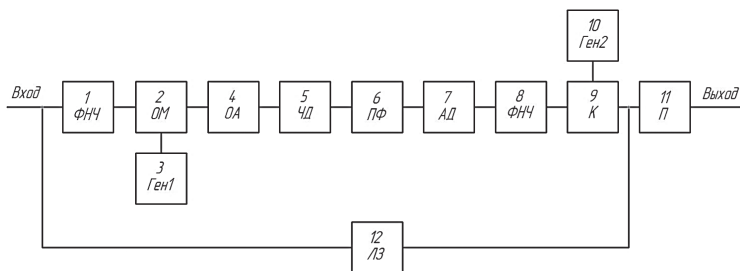 10
Ген2
Вход
1
ФНЧ
2
ОМ
4
ОА
5
ЧД
6
ПФ
7
АД
8
ФНЧ
9
К
11
П
Выход
3
Ген1
12
ЛЗ